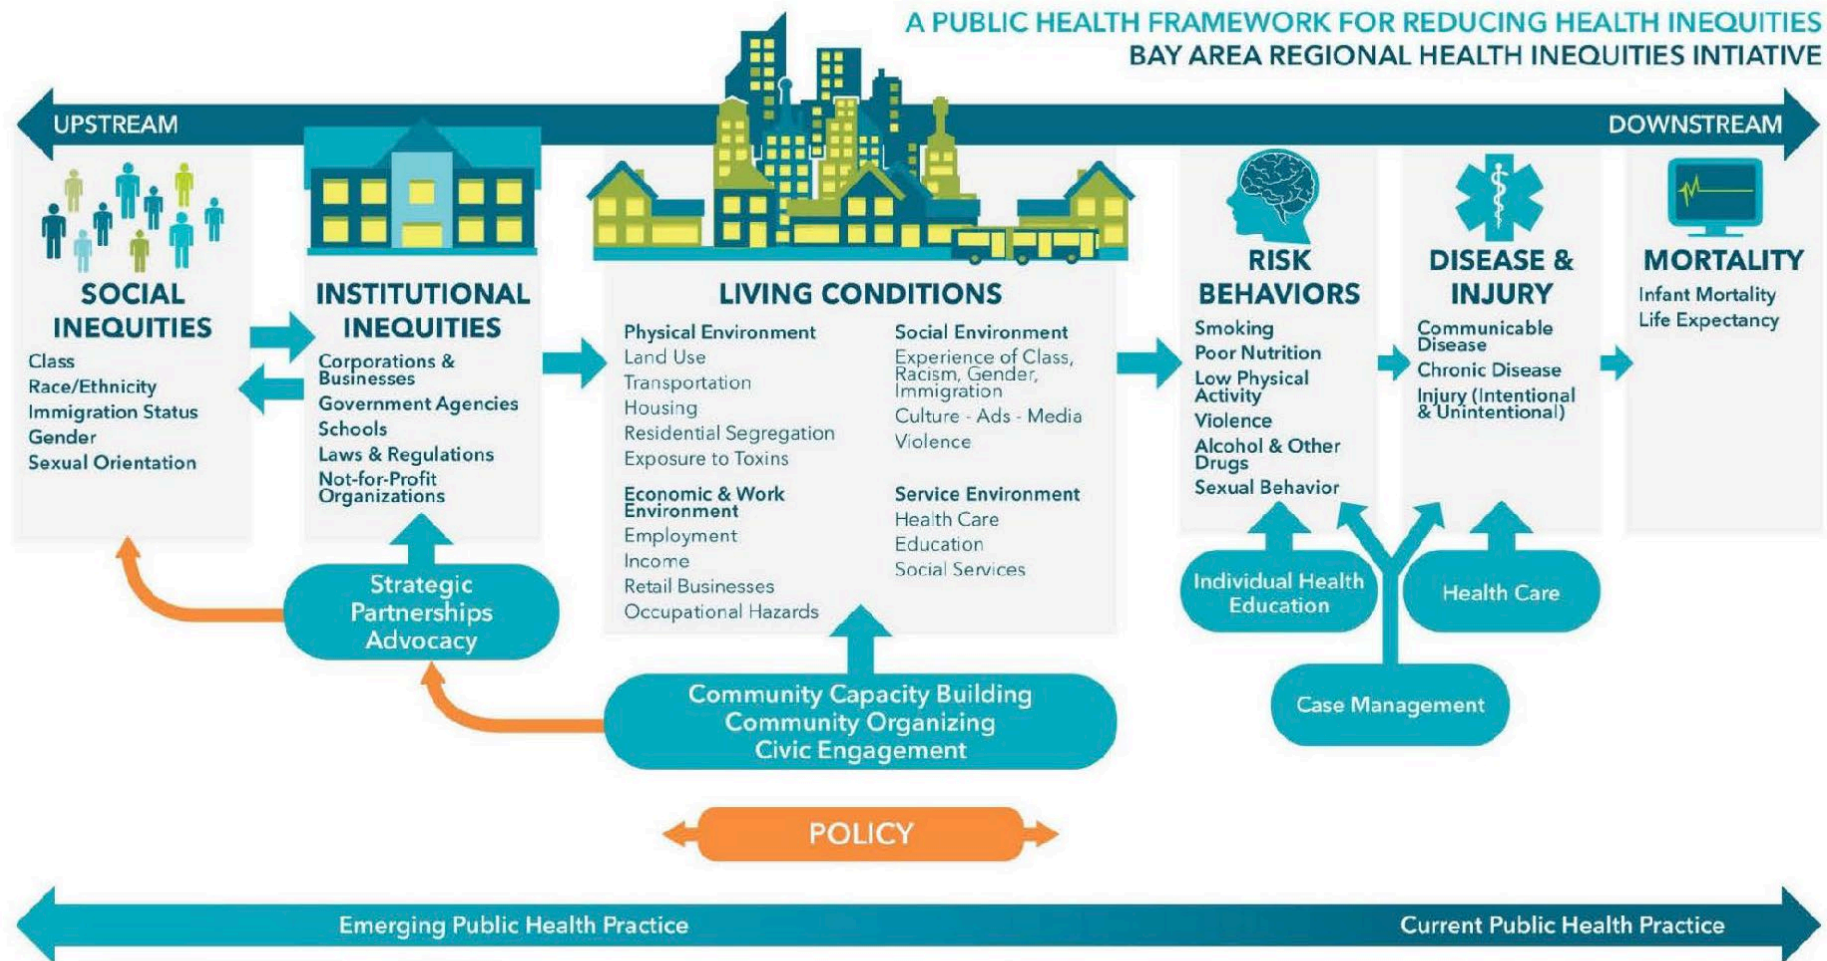 A PUBLIC HEALTH FRAMEWORK FOR REDUCING HEALTH INEQUITIES
BAY AREA REGIONAL HEALTH INEQUITIES INTIATIVE
UPSTREAM
DOWNSTREAM
SOCIAL
INEQUITIES
Class
Race/Ethnicity
Immigration Status
Gender
Sexual Orientation
INSTITUTIONAL
INEQUITIES
Corporations &
Businesses
Government Agencies
Schools
Laws & Regulations
Not-for-Profit
Organizations
LIVING CONDITIONS
Physical Environment
Land Use
Transportation
Housing
Residential Segregation
Exposure to Toxins
Economic & Work
Environment
Employment
Income
Retail Businesses
Occupational Hazards
Social Environment
Experience of Class,
Racism, Gender,
Immigration
Culture - Ads - Media
Violence
Service Environment
Health Care
Education
Social Services
RISK
BEHAVIORS
Smoking
Poor Nutrition
Low Physical
Activity
Violence
Alcohol & Other
Drugs
Sexual Behavior
DISEASE &
INJURY
Communicable
Disease
Chronic Disease
Injury (Intentional
& Unintentional)
MORTALITY
Infant Mortality
Life Expectancy
Strategic
Partnerships
Advocacy
Community Capacity Building
Community Organizing
Civic Engagement
Individual Health
Education
Health Care
Case Management
POLICY
Emerging Public Health Practice
Current Public Health Practice